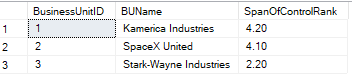 BusinessUnitID BUName SpanOfControlRank
1 1 Kamerica Industries 4.20
2 2 SpaceX United 4.10
3 3 Stark-Wayne Industries 2.20